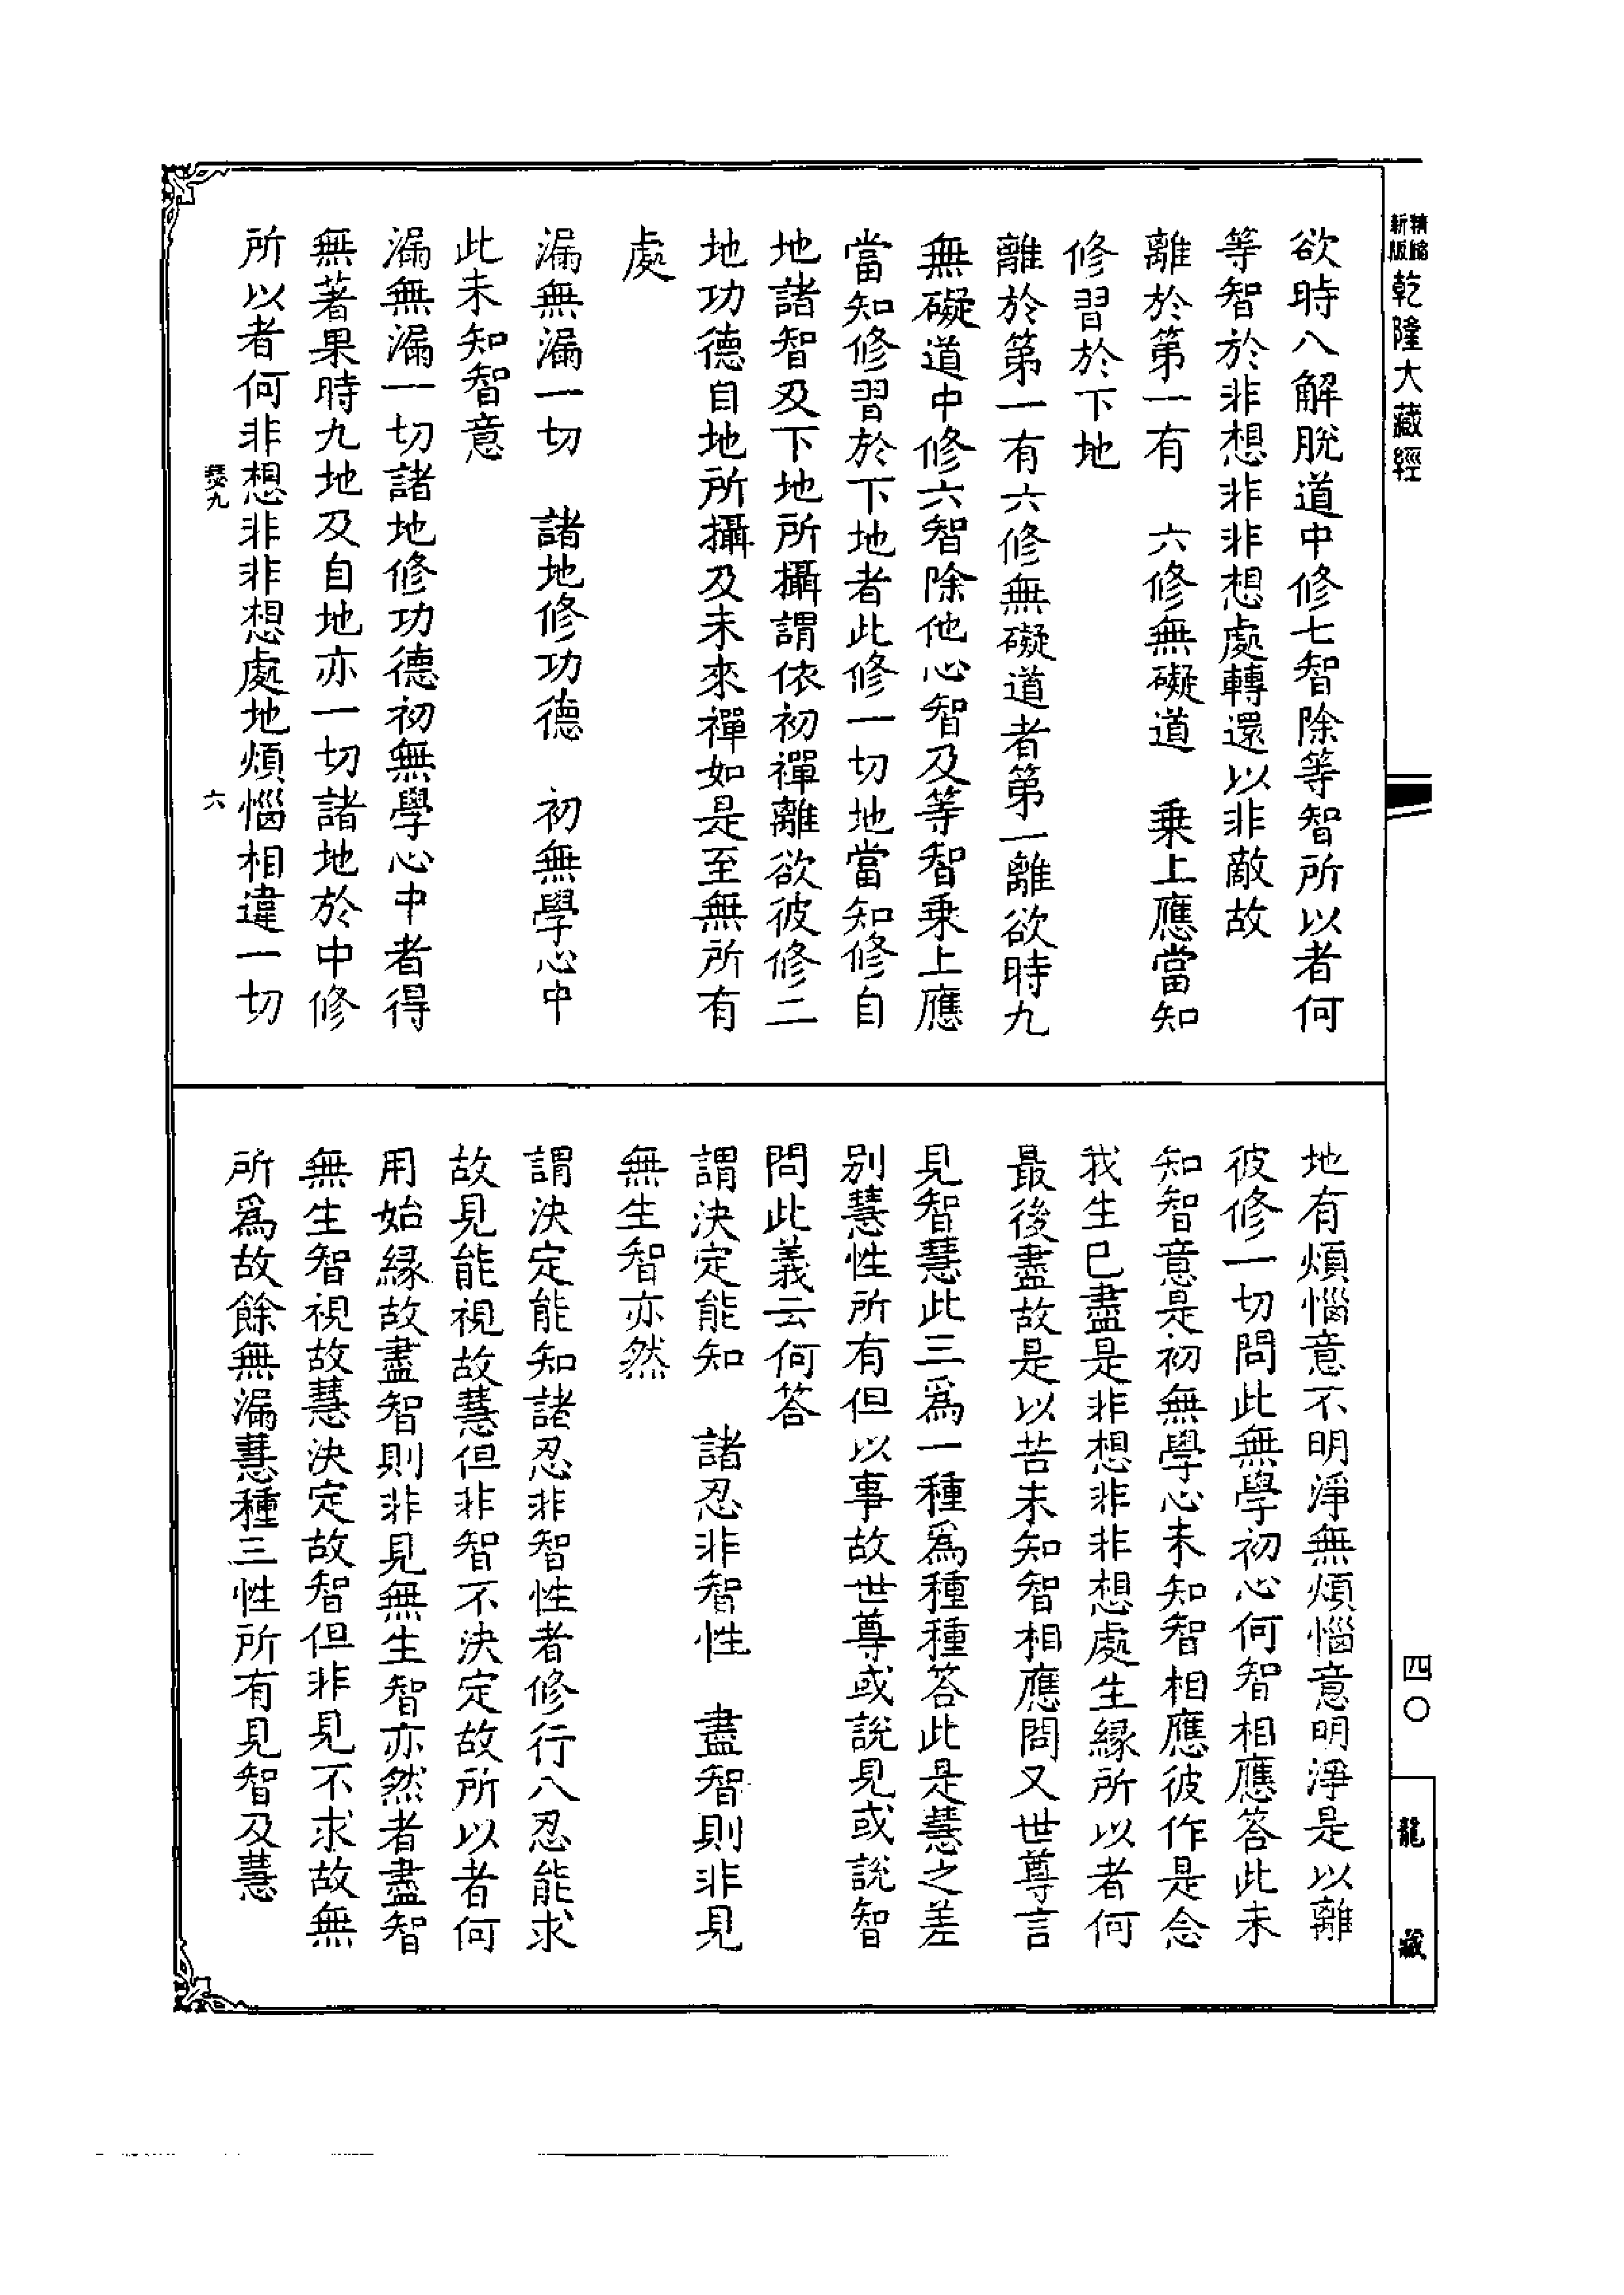 精縮
新版
乾隆大藏經
欲時八解脫道中修七智除等智所以者何
等智於非想非非想處轉還以非敵故
離於第一有　六修無礙道　乗上應當知
修習於下地
離於第一有六修無礙道者第一離欲時九
無礙道中修六智除他心智及等智乗上應
當知修習於下地者此修一切地當知修自
地諸智及下地所攝謂依初禪離欲彼修二
地功德自地所攝及未來禪如是至無所有
處
漏無漏一切　諸地修功德　初無學心中
此未知智意
漏無漏一切諸地修功德初無學心中者得
無著果時九地及自地亦一切諸地於中修
所以者何非想非非想處地煩惱相違一切
九
六
地有煩惱意不明淨無煩惱意明淨是以離
彼修一切問此無學初心何智相應答此未
知智意是初無學心未知智相應彼作是念
我生已盡是非想非非想處生緣所以者何
最後盡故是以苦未知智相應問又世尊言
見智慧此三為一種為種種答此是慧之差
別慧性所有但以事故世尊或說見或說智
問此義云何答
謂決定能知　諸忍非智性　盡智則非見
無生智亦然
謂決定能知諸忍非智性者修行八忍能求
故見能視故慧但非智不決定故所以者何
用始緣故盡智則非見無生智亦然者盡智
無生智視故慧決定故智但非見不求故無
所為故餘無漏慧種三性所有見智及慧
四〇
龍藏